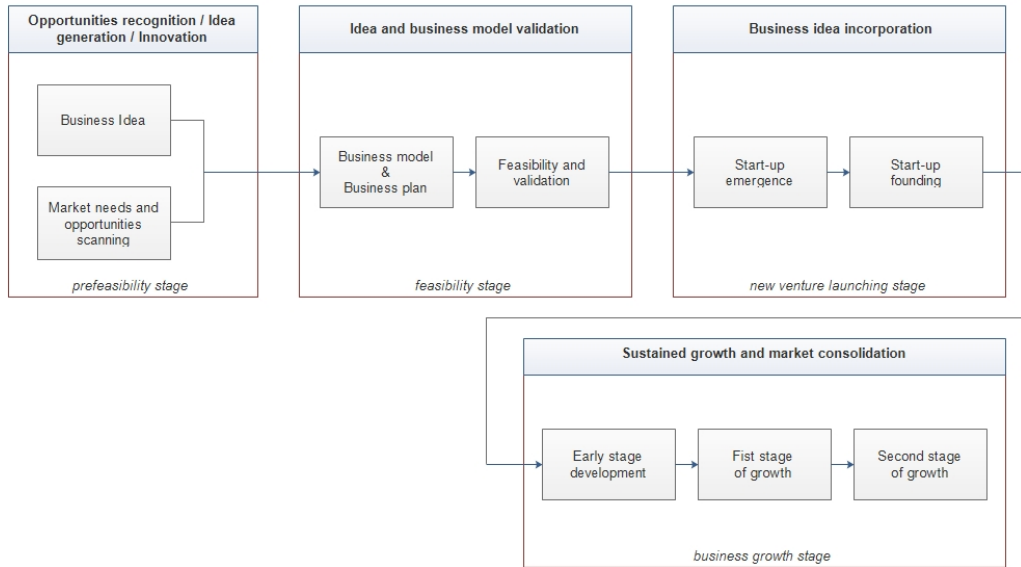 Opportunities recognition / Idea
generation / Innovation
Business Idea
Market needs and
opportunities
scanning
prefeasibility stage
Idea and business model validation
Business model
&
Business plan
Feasibility and
validation
feasibility stage
Business idea incorporation
Start-up
emergence
Start-up
founding
new venture launching stage
Sustained growth and market consolidation
Early stage
development
Fist stage
of growth
Second stage
of growth
business growth stage